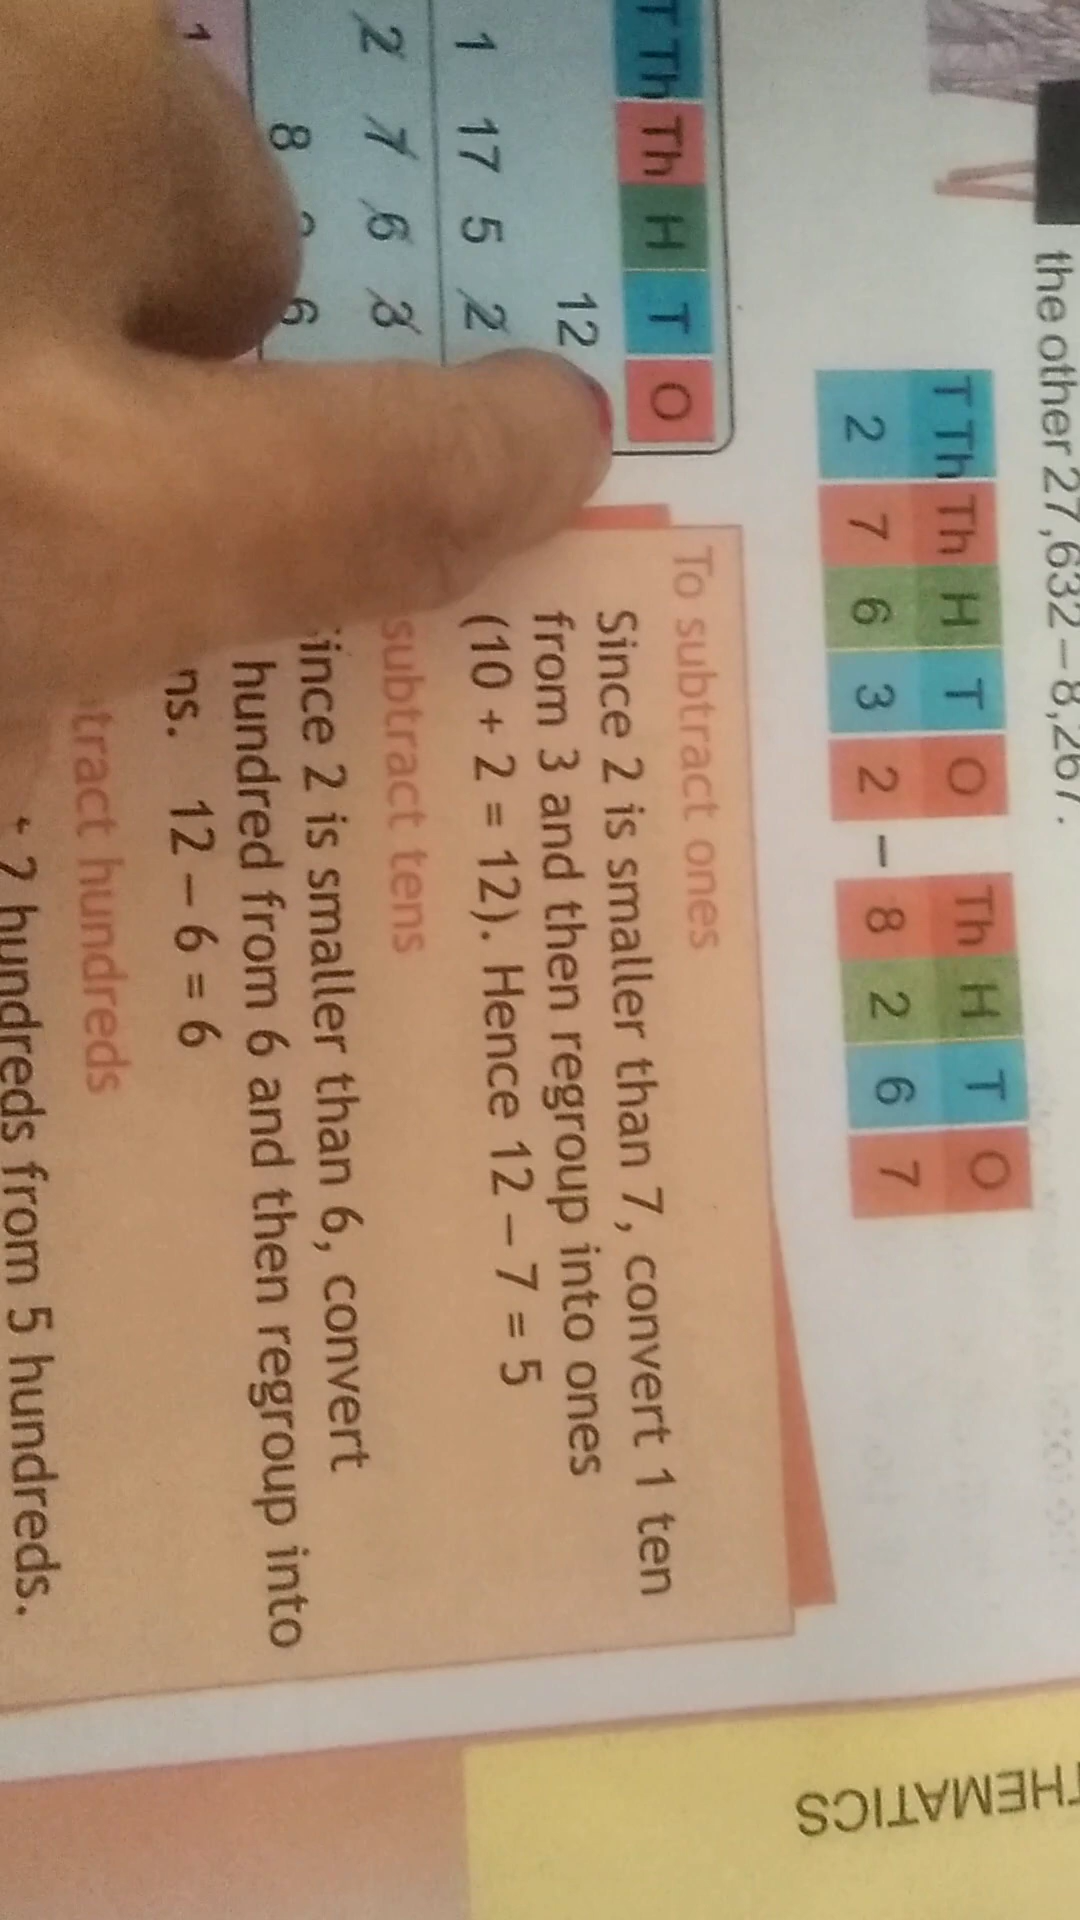 the other 27,632 – 8,267.
T Th Th H T O Th H T O
2 7 6 3 2 – 8 2 6 7
T Th Th H T O
12
1 17 5 2
2 7 6 3
8 6
1
To subtract ones
Since 2 is smaller than 7, convert 1 ten
from 3 and then regroup into ones
(10 + 2 = 12). Hence 12 – 7 = 5
subtract tens
ince 2 is smaller than 6, convert
hundred from 6 and then regroup into
ns. 12 – 6 = 6
tract hundreds
2 hundreds from 5 hundreds.
THEMATICS